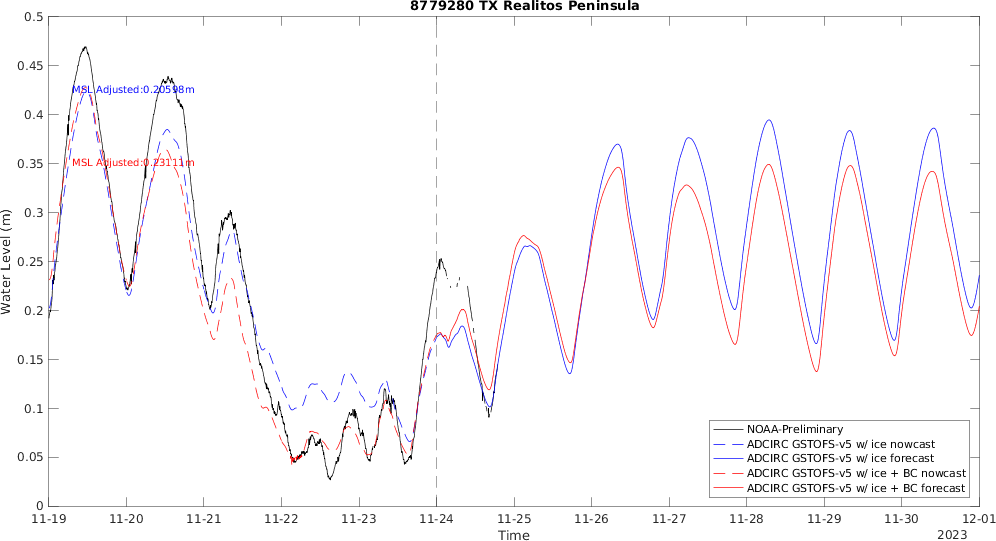 8779280 TX Realitos Peninsula
0.5
0.45
0.4
0.35
0.3
0.25
0.2
0.15
0.1
0.05
0
Water Level (m)
MSL Adjusted:0.20598m
MSL Adjusted:0.23111m
NOAA-Preliminary
ADCIRC GSTOFS-v5 w/ ice nowcast
ADCIRC GSTOFS-v5 w/ ice forecast
ADCIRC GSTOFS-v5 w/ ice + BC nowcast
ADCIRC GSTOFS-v5 w/ ice + BC forecast
11-19 11-20 11-21 11-22 11-23 11-24 11-25 11-26 11-27 11-28 11-29 11-30 12-01
Time
2023